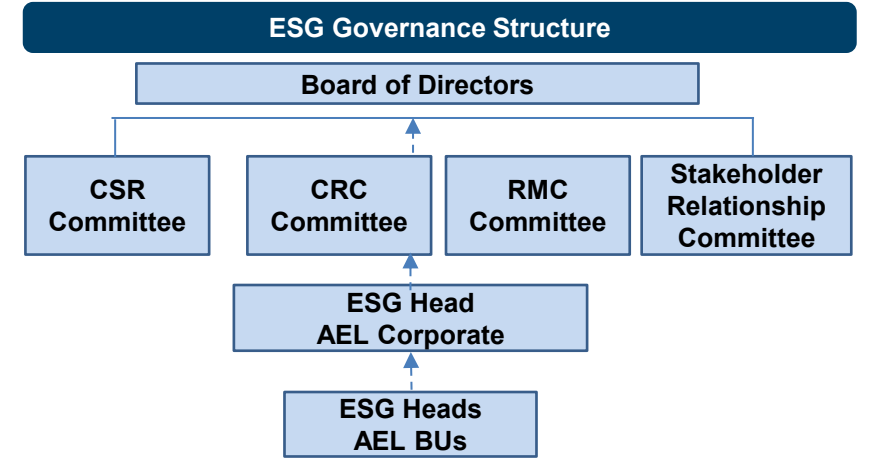 ESG Governance Structure
Board of Directors
CSR
Committee
CRC
Committee
RMC
Committee
Stakeholder
Relationship
Committee
ESG Head
AEL Corporate
ESG Heads
AEL BUs